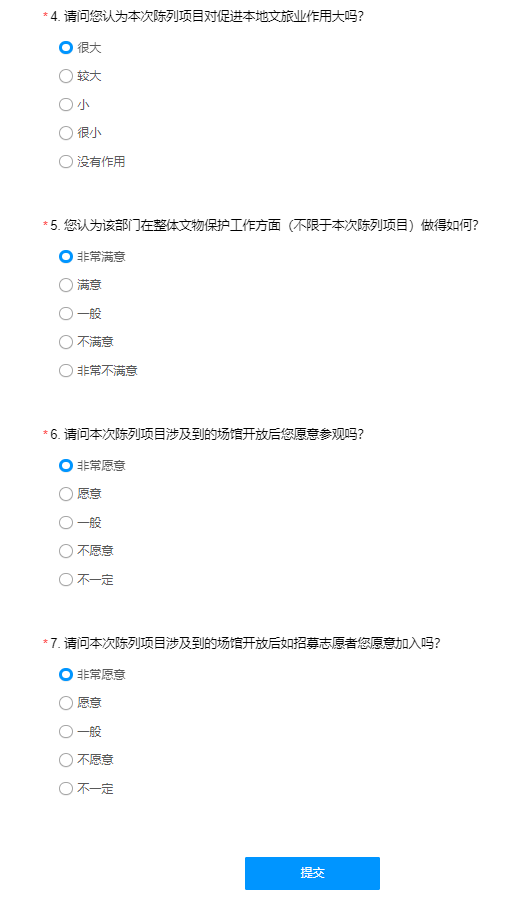 * 4. 请问您认为本次陈列项目对促进本地文旅业作用大吗?
很大
较大
小
很小
没有作用
* 5. 您认为该部门在整体文物保护工作方面（不限于本次陈列项目）做得如何?
非常满意
满意
一般
不满意
非常不满意
* 6. 请问本次陈列项目涉及到的场馆开放后您愿意参观吗?
非常愿意
愿意
一般
不愿意
不一定
* 7. 请问本次陈列项目涉及到的场馆开放后如招募志愿者您愿意加入吗?
非常愿意
愿意
一般
不愿意
不一定
提交